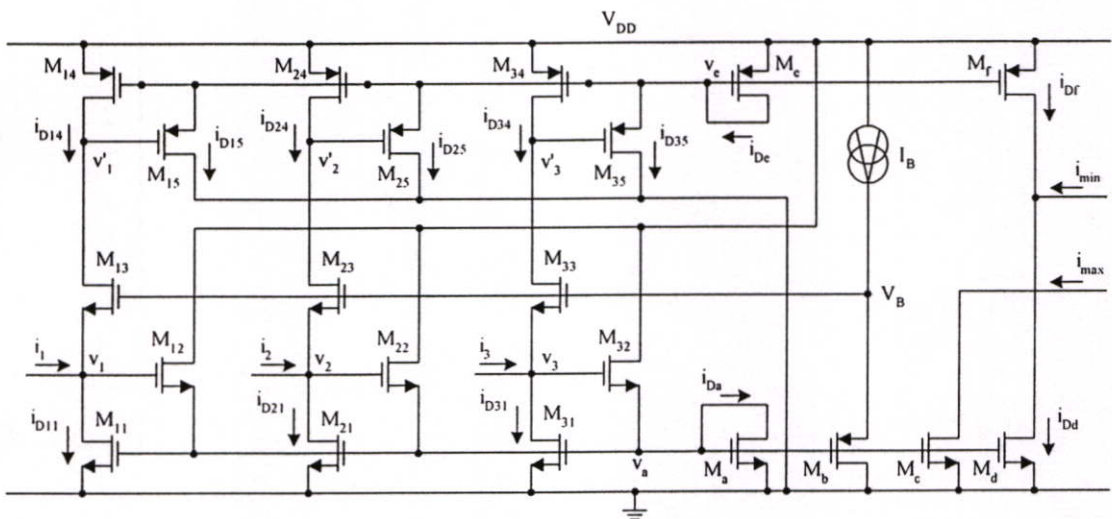 V_DD
M_14 M_24 M_34 v_e M_e M_f
i_Df
i_D14 i_D15 i_D24 i_D25 i_D34 i_D35 i_De I_B
v'_1 M_15 v'_2 M_25 v'_3 M_35
i_min
M_13 M_23 M_33 i_max
V_B
i_1 v_1 M_12 i_2 v_2 M_22 i_3 v_3 M_32
i_Da
i_D11 M_11 i_D21 M_21 i_D31 M_31 i_Dd
v_a M_a M_b M_c M_d